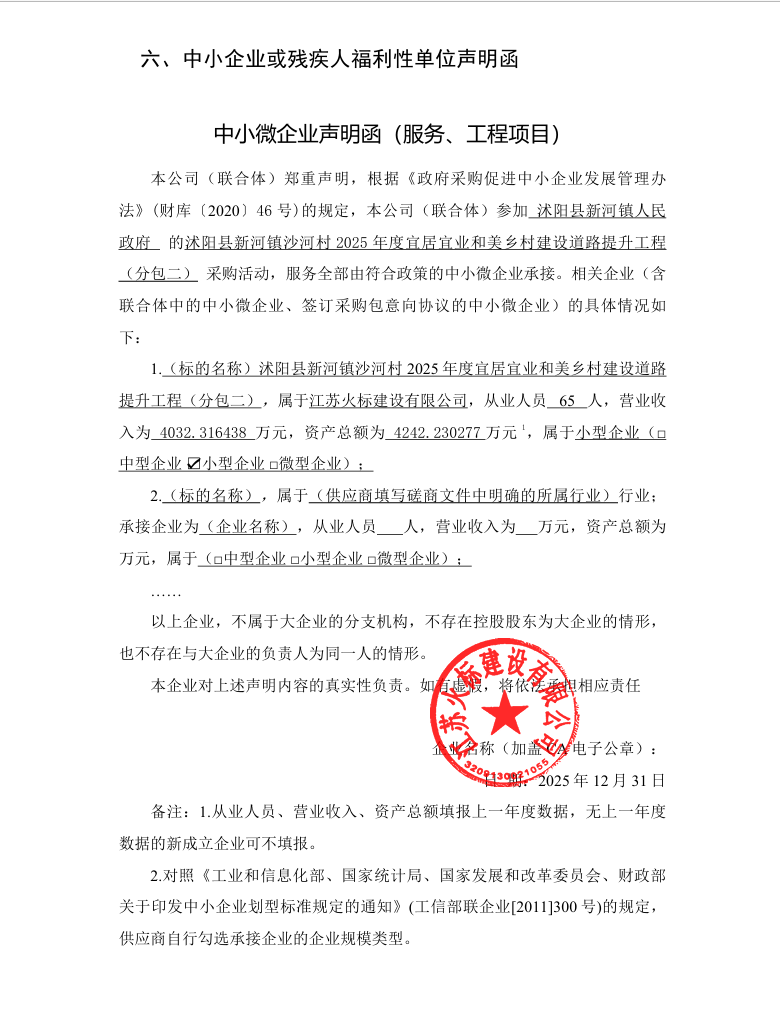 六、中小企业或残疾人福利性单位声明函
中小微企业声明函（服务、工程项目）
本公司（联合体）郑重声明，根据《政府采购促进中小企业发展管理办
法》(财库〔2020〕46 号)的规定，本公司（联合体）参加 沭阳县新河镇人民
政府 的沭阳县新河镇沙河村 2025 年度宜居宜业和美乡村建设道路提升工程
（分包二） 采购活动，服务全部由符合政策的中小微企业承接。相关企业（含
联合体中的中小微企业、签订采购包意向协议的中小微企业）的具体情况如
下：
1.（标的名称）沭阳县新河镇沙河村 2025 年度宜居宜业和美乡村建设道路
提升工程（分包二），属于江苏火标建设有限公司，从业人员 65 人，营业收
入为 4032.316438 万元，资产总额为 4242.230277 万元¹，属于小型企业（□
中型企业 ☑小型企业 □微型企业）；
2.（标的名称），属于（供应商填写磋商文件中明确的所属行业）行业；
承接企业为（企业名称），从业人员___人，营业收入为___万元，资产总额为
万元，属于（□中型企业 □小型企业 □微型企业）；
……
以上企业，不属于大企业的分支机构，不存在控股股东为大企业的情形，
也不存在与大企业的负责人为同一人的情形。
本企业对上述声明内容的真实性负责。如有虚假，将依法承担相应责任
企业名称（加盖 CA 电子公章）：
日 期：2025 年 12 月 31 日
江苏火标建设有限公司
备注：1.从业人员、营业收入、资产总额填报上一年度数据，无上一年度
数据的新成立企业可不填报。
2.对照《工业和信息化部、国家统计局、国家发展和改革委员会、财政部
关于印发中小企业划型标准规定的通知》(工信部联企业[2011]300 号)的规定，
供应商自行勾选承接企业的企业规模类型。